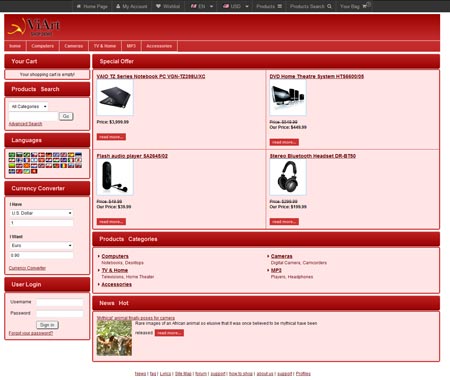 Home Page My Account Wishlist EN USD Products Products Search Your Bag
ViArt
Home Computers Cameras TV & Home MP3 Accessories
Your Cart
Your shopping cart is empty!
Products Search
All Categories
Go
Advanced Search
Languages
Currency Converter
I Have
U.S. Dollar
1
I Want
Euro
0.90
Currency Converter
User Login
Username
Password
Sign in
Forgot your password?
Special Offer
VAIO TZ Series Notebook PC VGN-TZ398U/XC
Price: $3,999.99
read more...
DVD Home Theatre System HTS6600/05
Price: $549.99
Our Price: $449.99
read more...
Flash audio player SA2845/02
Price: $49.99
Our Price: $39.99
read more...
Stereo Bluetooth Headset DR-BT50
Price: $299.99
Our Price: $199.99
read more...
Products Categories
Computers
Notebooks, Desktops
Cameras
Digital Camera, Camcorders
TV & Home
Televisions, Home Theater
MP3
Players, Headphones
Accessories
News Hot
'Mythical' animal finally poses for camera
Rare images of an African animal so elusive that it was once believed to be mythical have been
released. read more...
News | faq | Lyrics | Site Map | forum | support | how to shop | about us | support | Profiles